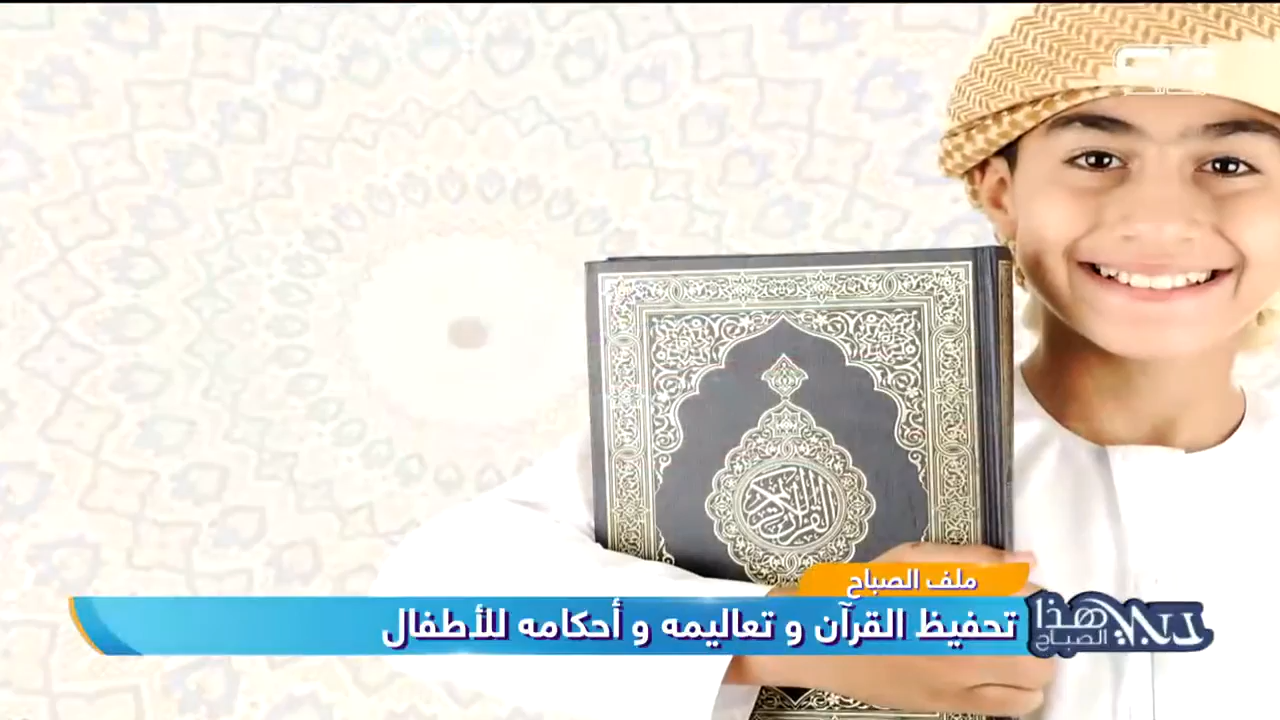 القرآن الكريم
ملف الصباح
تحفيظ القرآن و تعاليمه و أحكامه للأطفال
هذا الصباح